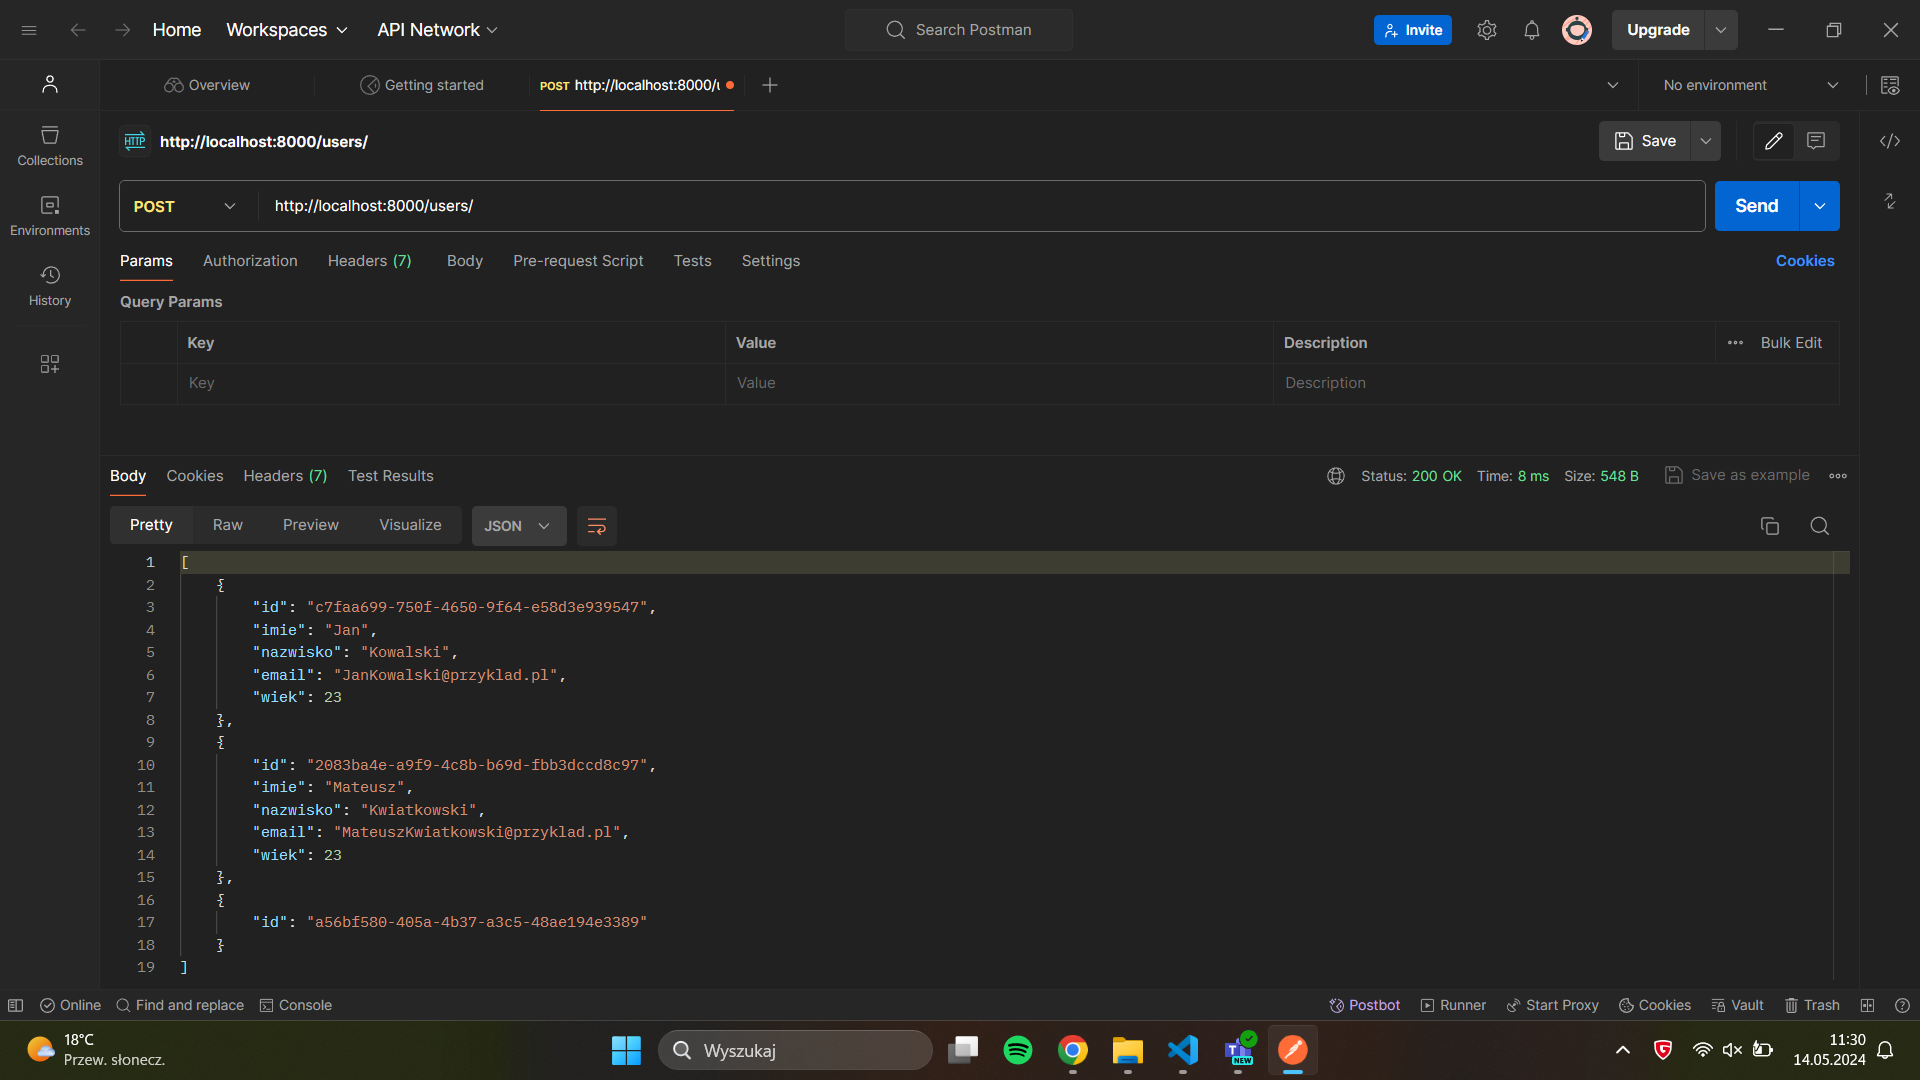 Home Workspaces API Network Search Postman Invite Upgrade
Overview Getting started POST http://localhost:8000/u No environment
HTTP http://localhost:8000/users/ Save
Collections
POST http://localhost:8000/users/ Send
Environments
Params Authorization Headers (7) Body Pre-request Script Tests Settings Cookies
History
Query Params
Key Value Description Bulk Edit
Key Value Description
Body Cookies Headers (7) Test Results Status: 200 OK Time: 8 ms Size: 548 B Save as example
Pretty Raw Preview Visualize JSON
1 [
2 {
3 "id": "c7faa699-750f-4650-9f64-e58d3e939547",
4 "imie": "Jan",
5 "nazwisko": "Kowalski",
6 "email": "JanKowalski@przyklad.pl",
7 "wiek": 23
8 },
9 {
10 "id": "2083ba4e-a9f9-4c8b-b69d-fbb3dccd8c97",
11 "imie": "Mateusz",
12 "nazwisko": "Kwiatkowski",
13 "email": "MateuszKwiatkowski@przyklad.pl",
14 "wiek": 23
15 },
16 {
17 "id": "a56bf580-405a-4b37-a3c5-48ae194e3389"
18 }
19 ]
Online Find and replace Console Postbot Runner Start Proxy Cookies Vault Trash
18°C
Przew. słonecz.
Wyszukaj
NEW
11:30
14.05.2024